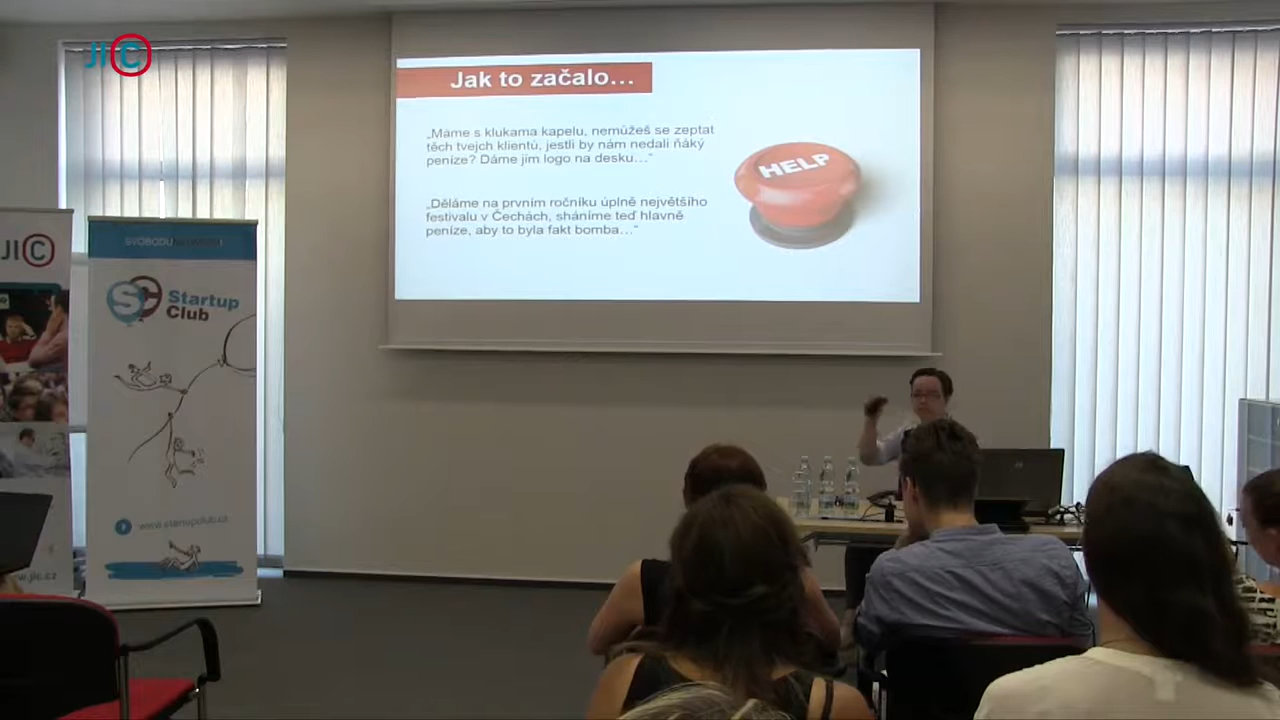 JIC
Jak to začalo...
„Máme s klukama kapelu, nemůžeš se zeptat
těch tvejch klientů, jestli by nám nedali ňáký
peníze? Dáme jim logo na desku...“
„Děláme na prvním ročníku úplně největšího
festivalu v Čechách, sháníme teď hlavně
peníze, aby to byla fakt bomba...“
HELP
JIC
SC
Startup
Club
www.startupclub.cz
www.jic.cz